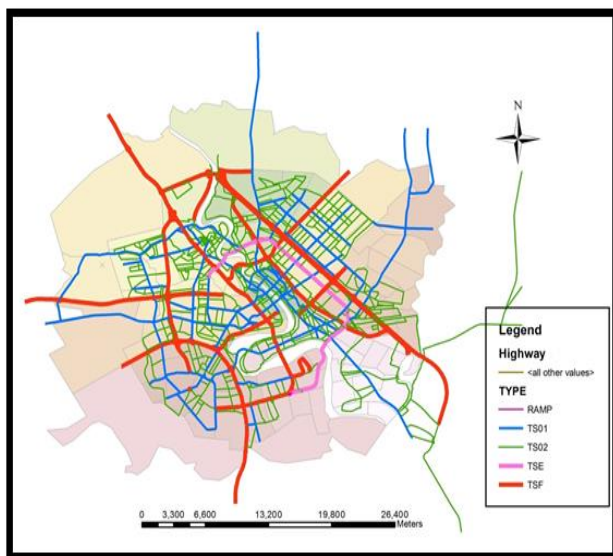 N
Legend
Highway
<all other values>
TYPE
RAMP
TS01
TS02
TSE
TSF
0 3,300 6,600 13,200 19,800 26,400
Meters